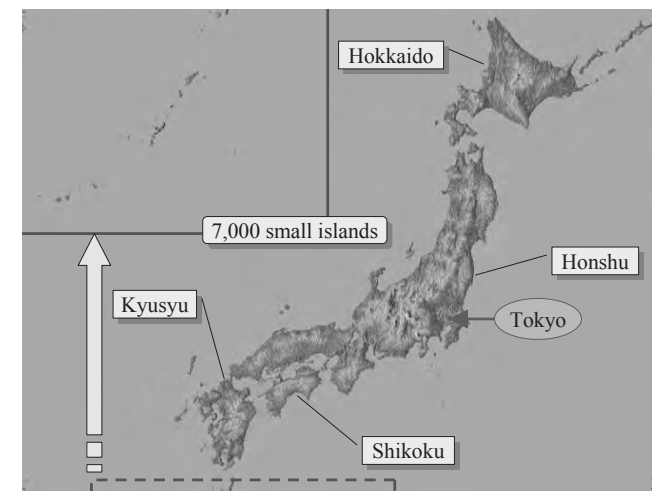 Hokkaido
7,000 small islands
Honshu
Kyusyu
Tokyo
Shikoku